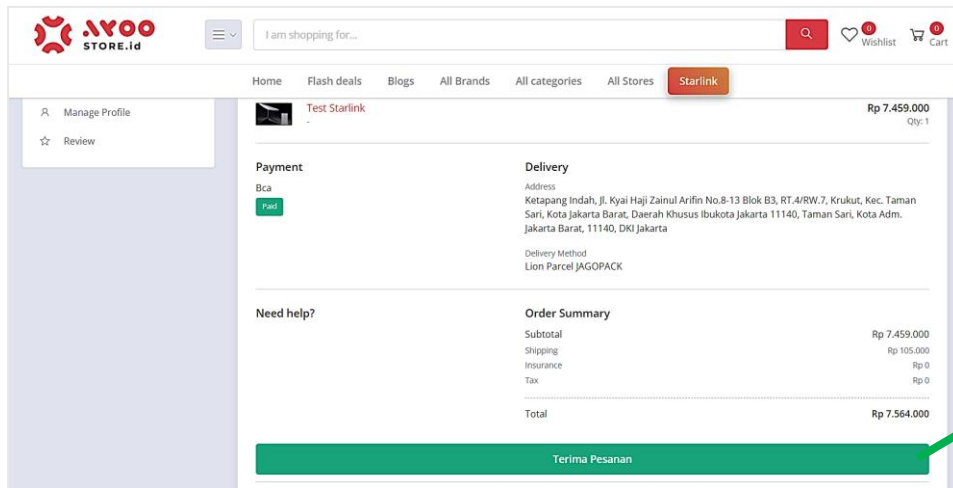 AYOO
STORE.id
I am shopping for...
0
Wishlist
0
Cart
Home Flash deals Blogs All Brands All categories All Stores Starlink
Manage Profile
Review
Test Starlink
-
Rp 7.459.000
Qty: 1
Payment
Bca
Paid
Delivery
Address
Ketapang Indah, Jl. Kyai Haji Zainul Arifin No.8-13 Blok B3, RT.4/RW.7, Krukut, Kec. Taman
Sari, Kota Jakarta Barat, Daerah Khusus Ibukota Jakarta 11140, Taman Sari, Kota Adm.
Jakarta Barat, 11140, DKI Jakarta
Delivery Method
Lion Parcel JAGOPACK
Need help?
Order Summary
Subtotal Rp 7.459.000
Shipping Rp 105.000
Insurance Rp 0
Tax Rp 0
Total Rp 7.564.000
Terima Pesanan